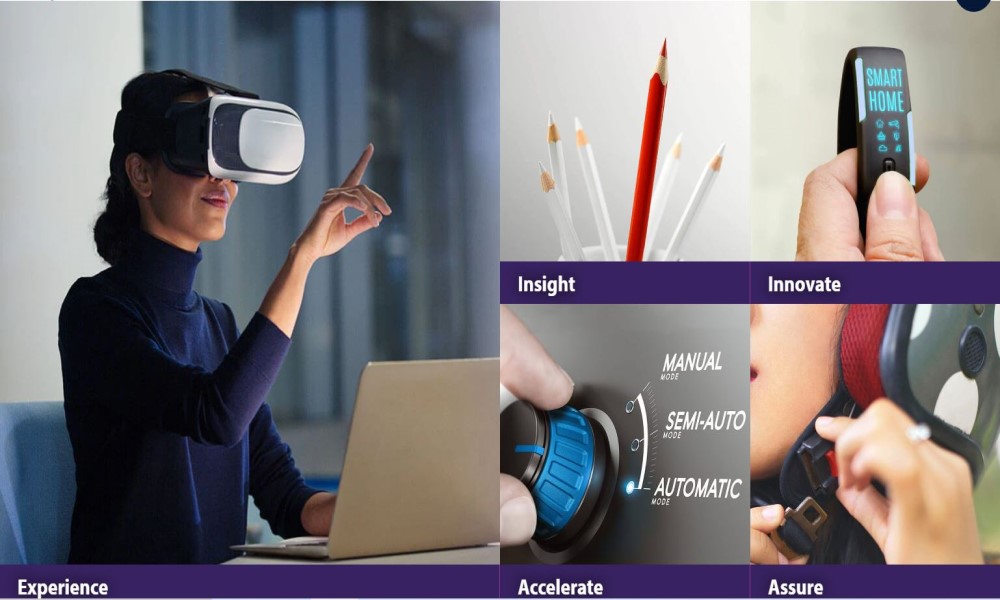 SMART
HOME
Insight
Innovate
MANUAL
MODE
SEMI-AUTO
MODE
AUTOMATIC
MODE
Experience
Accelerate
Assure